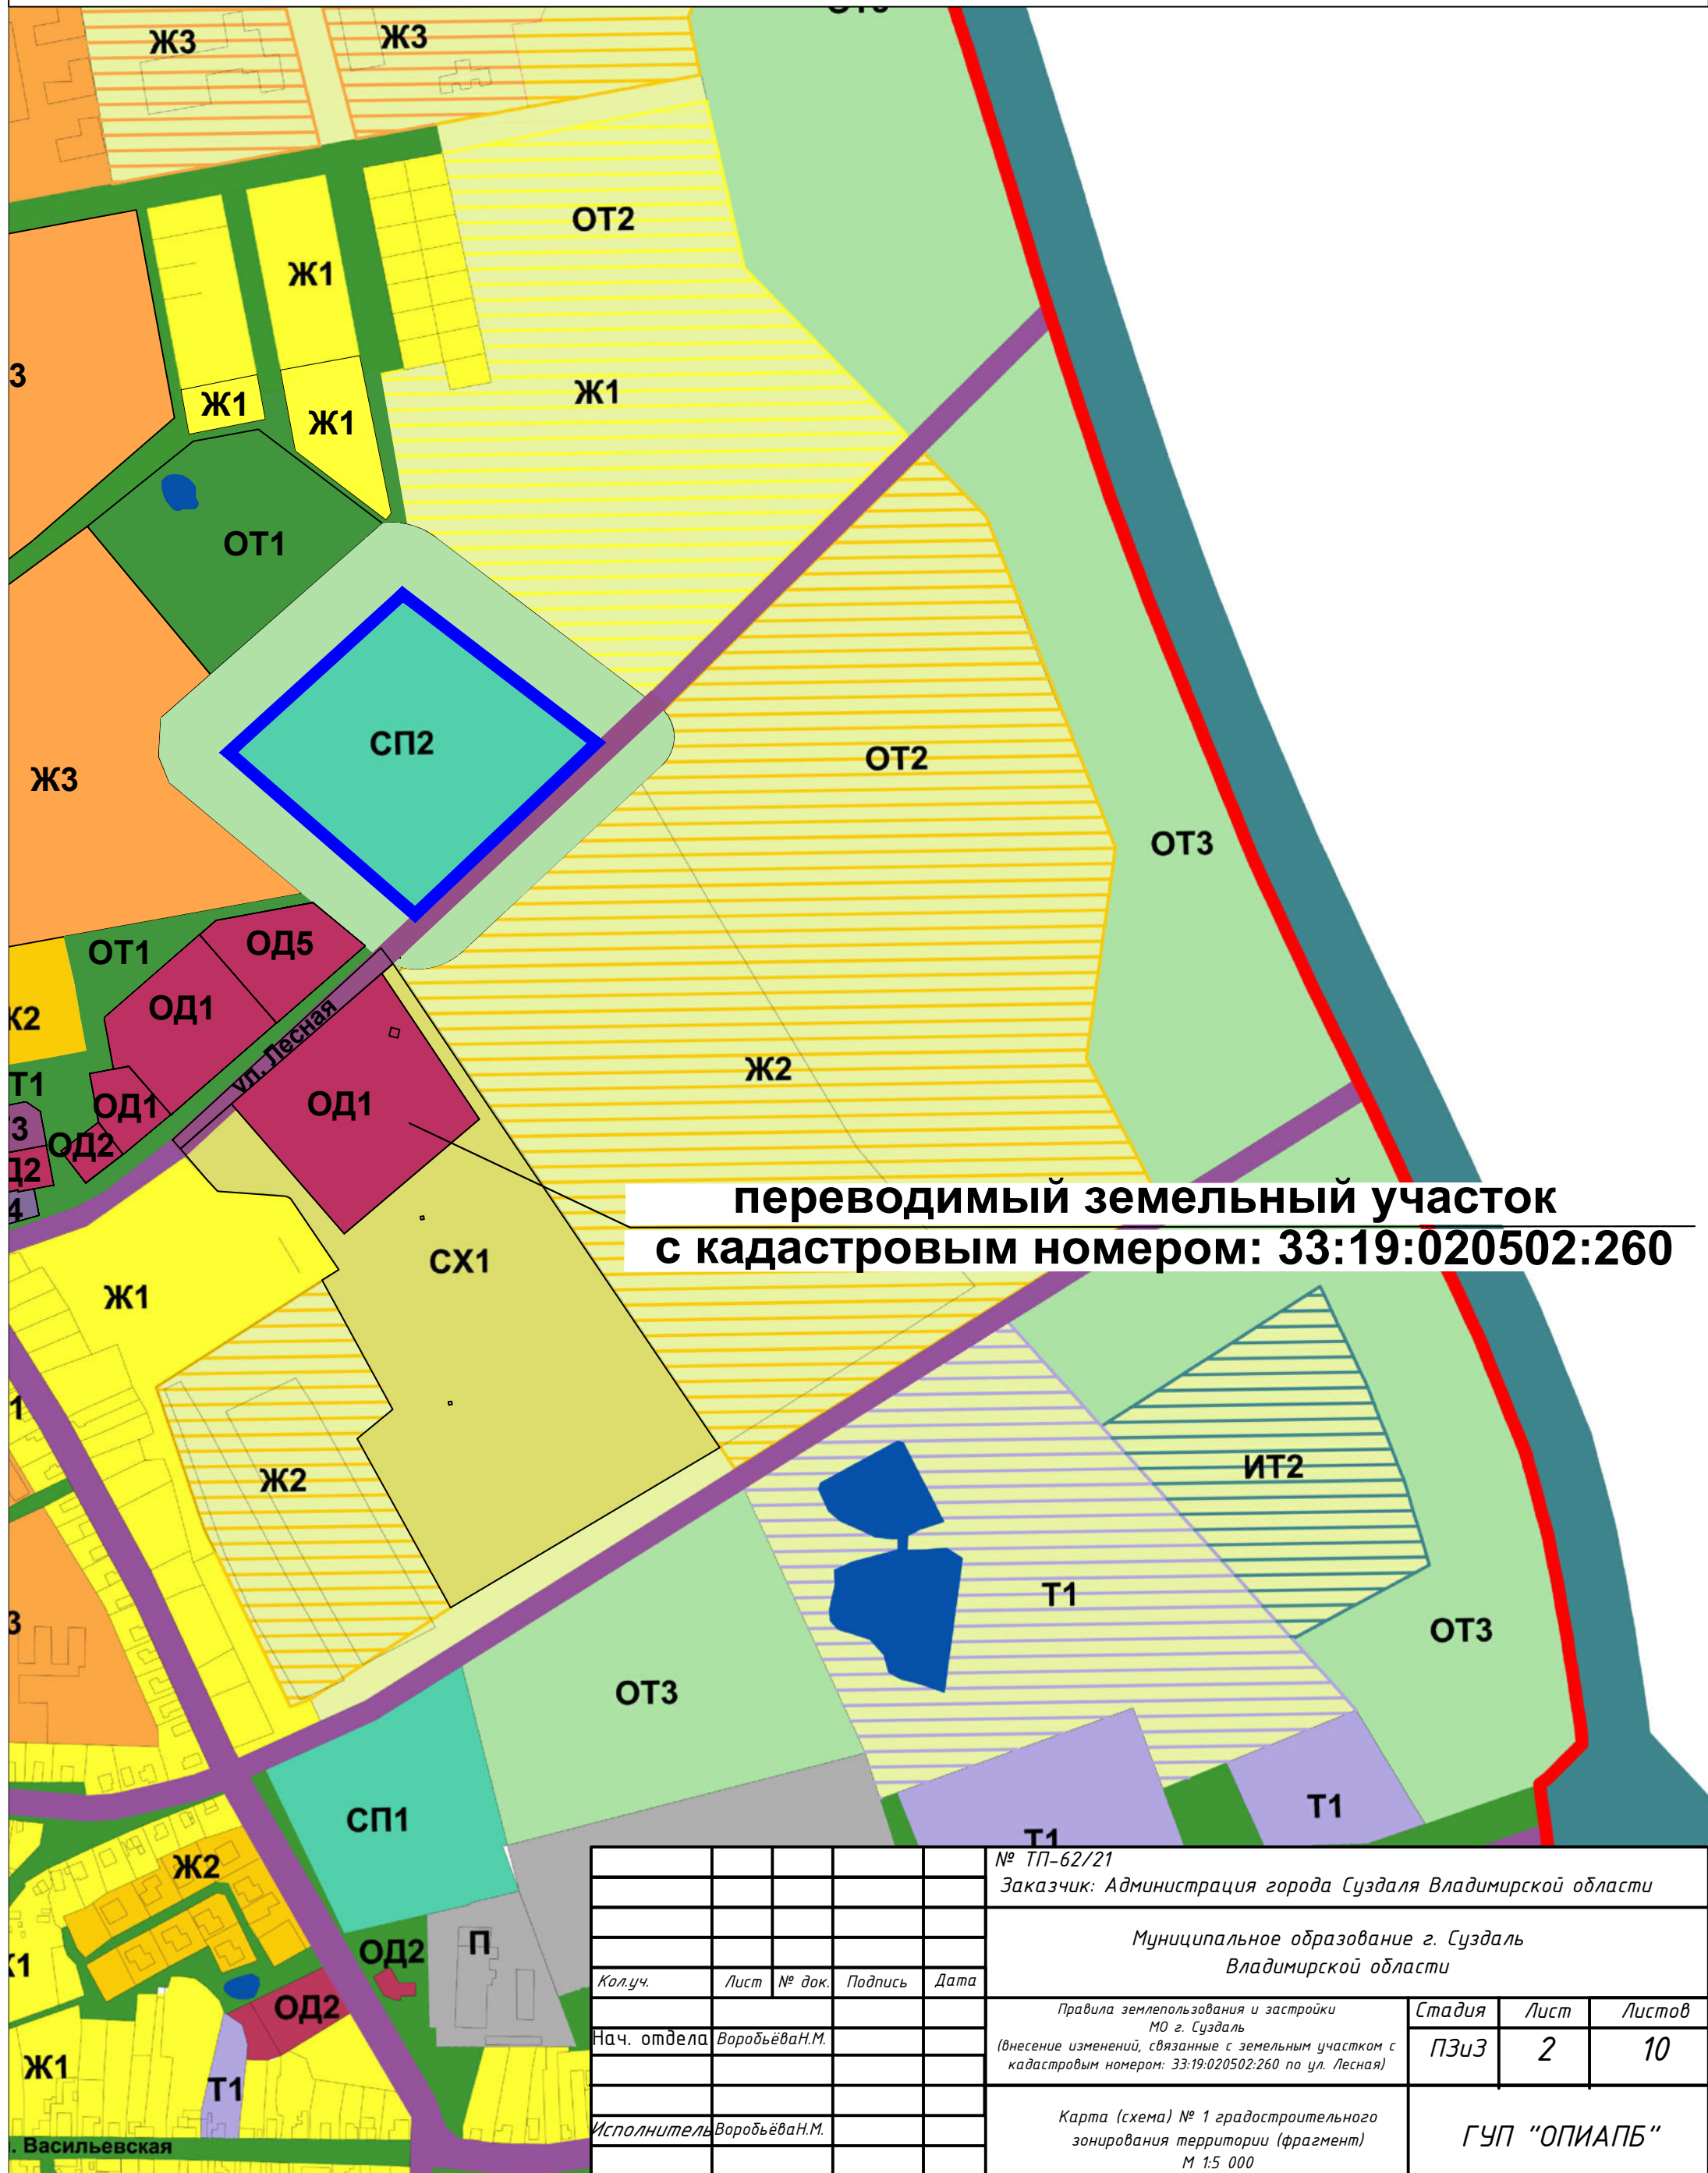 Ж3
Ж3
ОТ2
Ж1
3
Ж1
Ж1
Ж1
ОТ1
СП2
Ж3
ОТ2
ОТ3
ОТ1
ОД5
ОД1
К2
ул. Лесная
Ж2
Т1
ОД1
ОД1
3
ОД2
Д2
4
переводимый земельный участок
с кадастровым номером: 33:19:020502:260
СХ1
Ж1
1
Ж2
ИТ2
Т1
3
ОТ3
ОТ3
СП1
Т1
Т1
Ж2
ОД2
П
К1
ОД2
Ж1
Т1
. Васильевская
№ ТП-62/21
Заказчик: Администрация города Суздаля Владимирской области
Муниципальное образование г. Суздаль
Владимирской области
Кол.уч. Лист № док. Подпись Дата
Правила землепользования и застройки
МО г. Суздаль
(внесение изменений, связанные с земельным участком с
кадастровым номером: 33:19:020502:260 по ул. Лесная)
Стадия Лист Листов
ПЗиЗ 2 10
Нач. отдела ВоробьёваН.М.
Исполнитель ВоробьёваН.М.
Карта (схема) № 1 градостроительного
зонирования территории (фрагмент)
М 1:5 000
ГУП “ОПИАПБ”